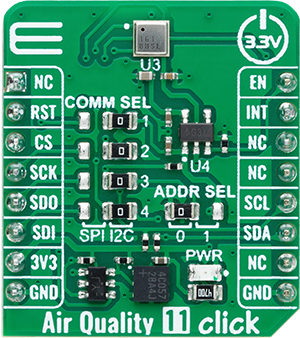 3.3V
U3
NC
EN
COMM SEL
RST
1
INT
CS
2
U4
NC
SCK
3
NC
ADDR SEL
SDO
4
SCL
SPI I2C
0 1
SDI
SDA
PWR
3V3
NC
GND
GND
4700
Air Quality 11 click